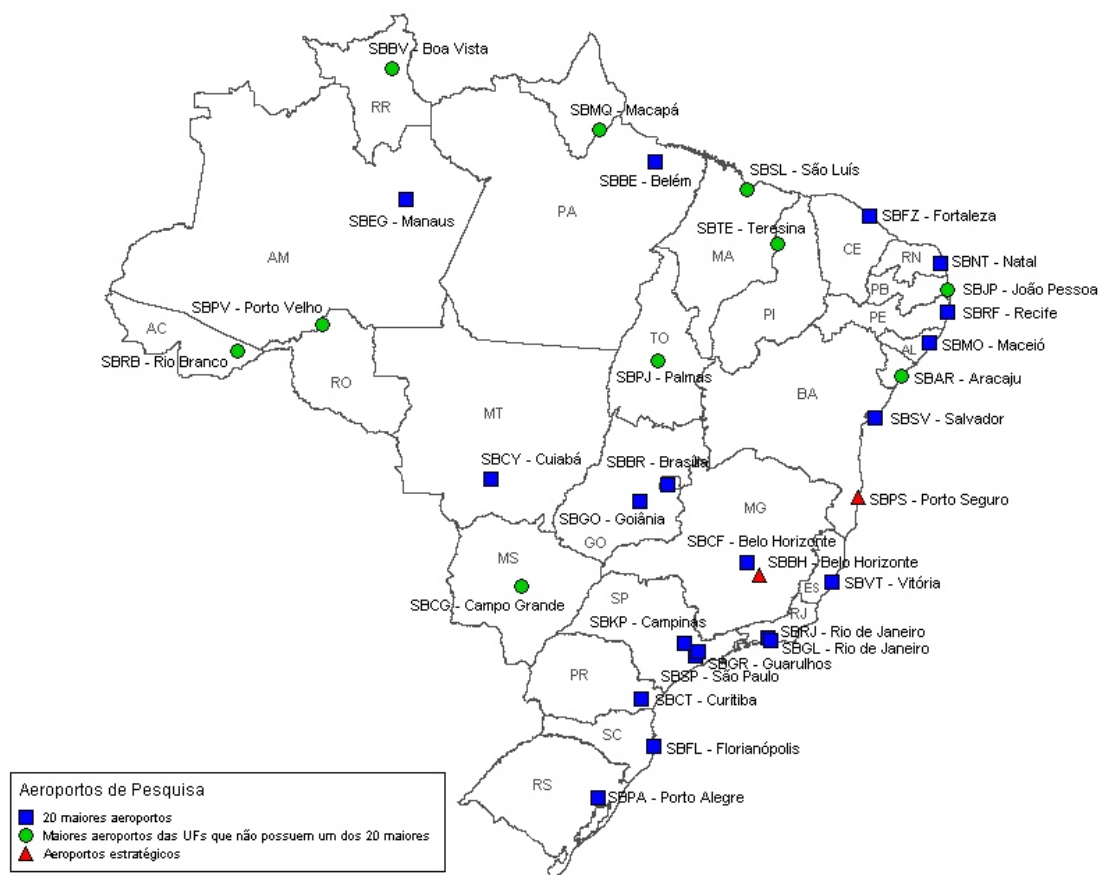 SBBV - Boa Vista
RR
SBMQ - Macapá
SBBE - Belém
SBSL - São Luís
SBEG - Manaus
PA
SBFZ - Fortaleza
SBTE - Teresina
AM
MA
CE
RN
SBNT - Natal
PB
SBJP - João Pessoa
SBPV - Porto Velho
PI
PE
SBRF - Recife
AC
TO
SBMO - Maceió
AL
SBRB - Rio Branco
SBPJ - Palmas
SBAR - Aracaju
RO
BA
MT
SBSV - Salvador
SBCY - Cuiabá
SBBR - Brasília
SBPS - Porto Seguro
MG
SBGO - Goiânia
SBCF - Belo Horizonte
GO
MS
SBBH - Belo Horizonte
SBVT - Vitória
ES
SBCG - Campo Grande
SP
RJ
SBKP - Campinas
SBRJ - Rio de Janeiro
SBGL - Rio de Janeiro
SBGR - Guarulhos
PR
SBSP - São Paulo
SBCT - Curitiba
SC
SBFL - Florianópolis
RS
SBPA - Porto Alegre
Aeroportos de Pesquisa
20 maiores aeroportos
Maiores aeroportos das UFs que não possuem um dos 20 maiores
Aeroportos estratégicos